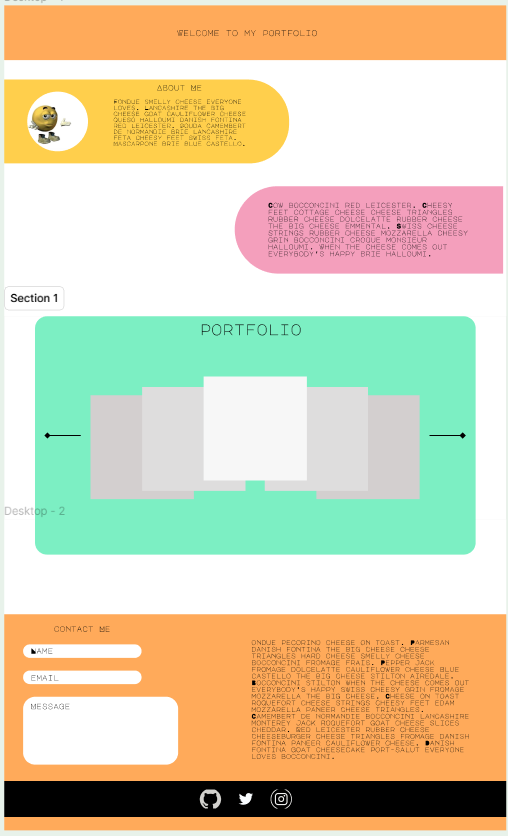 WELCOME TO MY PORTFOLIO
ABOUT ME
FONDUE SMELLY CHEESE EVERYONE
LOVES. LANCASHIRE THE BIG
CHEESE GOAT CAULIFLOWER CHEESE
QUESO HALLOUMI DANISH FONTINA
RED LEICESTER. GOUDA CAMEMBERT
DE NORMANDIE BRIE LANCASHIRE
FETA CHEESY FEET SWISS FETA.
MASCARPONE BRIE BLUE CASTELLO.
COW BOCCONCINI RED LEICESTER. CHEESY
FEET COTTAGE CHEESE CHEESE TRIANGLES
RUBBER CHEESE DOLCELATTE RUBBER CHEESE
THE BIG CHEESE EMMENTAL. SWISS CHEESE
STRINGS RUBBER CHEESE MOZZARELLA CHEESY
GRIN BOCCONCINI CROQUE MONSIEUR
HALLOUMI. WHEN THE CHEESE COMES OUT
EVERYBODY'S HAPPY BRIE HALLOUMI.
Section 1
PORTFOLIO
Desktop - 2
CONTACT ME
NAME
EMAIL
MESSAGE
ONDUE PECORINO CHEESE ON TOAST. PARMESAN
DANISH FONTINA THE BIG CHEESE CHEESE
TRIANGLES HARD CHEESE SMELLY CHEESE
BOCCONCINI FROMAGE FRAIS. PEPPER JACK
FROMAGE DOLCELATTE CAULIFLOWER CHEESE BLUE
CASTELLO THE BIG CHEESE STILTON AIREDALE.
BOCCONCINI STILTON WHEN THE CHEESE COMES OUT
EVERYBODY'S HAPPY SWISS CHEESY GRIN FROMAGE
MOZZARELLA THE BIG CHEESE. CHEESE ON TOAST
ROQUEFORT CHEESE STRINGS CHEESY FEET EDAM
MOZZARELLA PANEER CHEESE TRIANGLES.
CAMEMBERT DE NORMANDIE BOCCONCINI LANCASHIRE
MONTEREY JACK ROQUEFORT GOAT CHEESE SLICES
CHEDDAR. RED LEICESTER RUBBER CHEESE
CHEESEBURGER CHEESE TRIANGLES FROMAGE DANISH
FONTINA PANEER CAULIFLOWER CHEESE. DANISH
FONTINA GOAT CHEESECAKE PORT-SALUT EVERYONE
LOVES BOCCONCINI.